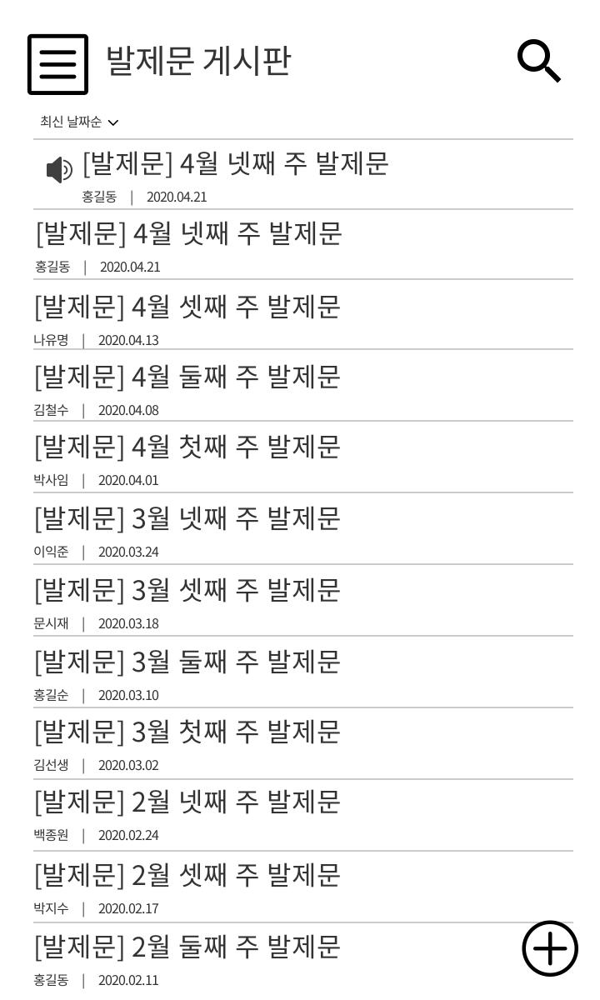 발제문 게시판
최신 날짜순
[발제문] 4월 넷째 주 발제문
홍길동 | 2020.04.21
[발제문] 4월 넷째 주 발제문
홍길동 | 2020.04.21
[발제문] 4월 셋째 주 발제문
나유명 | 2020.04.13
[발제문] 4월 둘째 주 발제문
김철수 | 2020.04.08
[발제문] 4월 첫째 주 발제문
박사임 | 2020.04.01
[발제문] 3월 넷째 주 발제문
이익준 | 2020.03.24
[발제문] 3월 셋째 주 발제문
문시재 | 2020.03.18
[발제문] 3월 둘째 주 발제문
홍길순 | 2020.03.10
[발제문] 3월 첫째 주 발제문
김선생 | 2020.03.02
[발제문] 2월 넷째 주 발제문
백종원 | 2020.02.24
[발제문] 2월 셋째 주 발제문
박지수 | 2020.02.17
[발제문] 2월 둘째 주 발제문
홍길동 | 2020.02.11